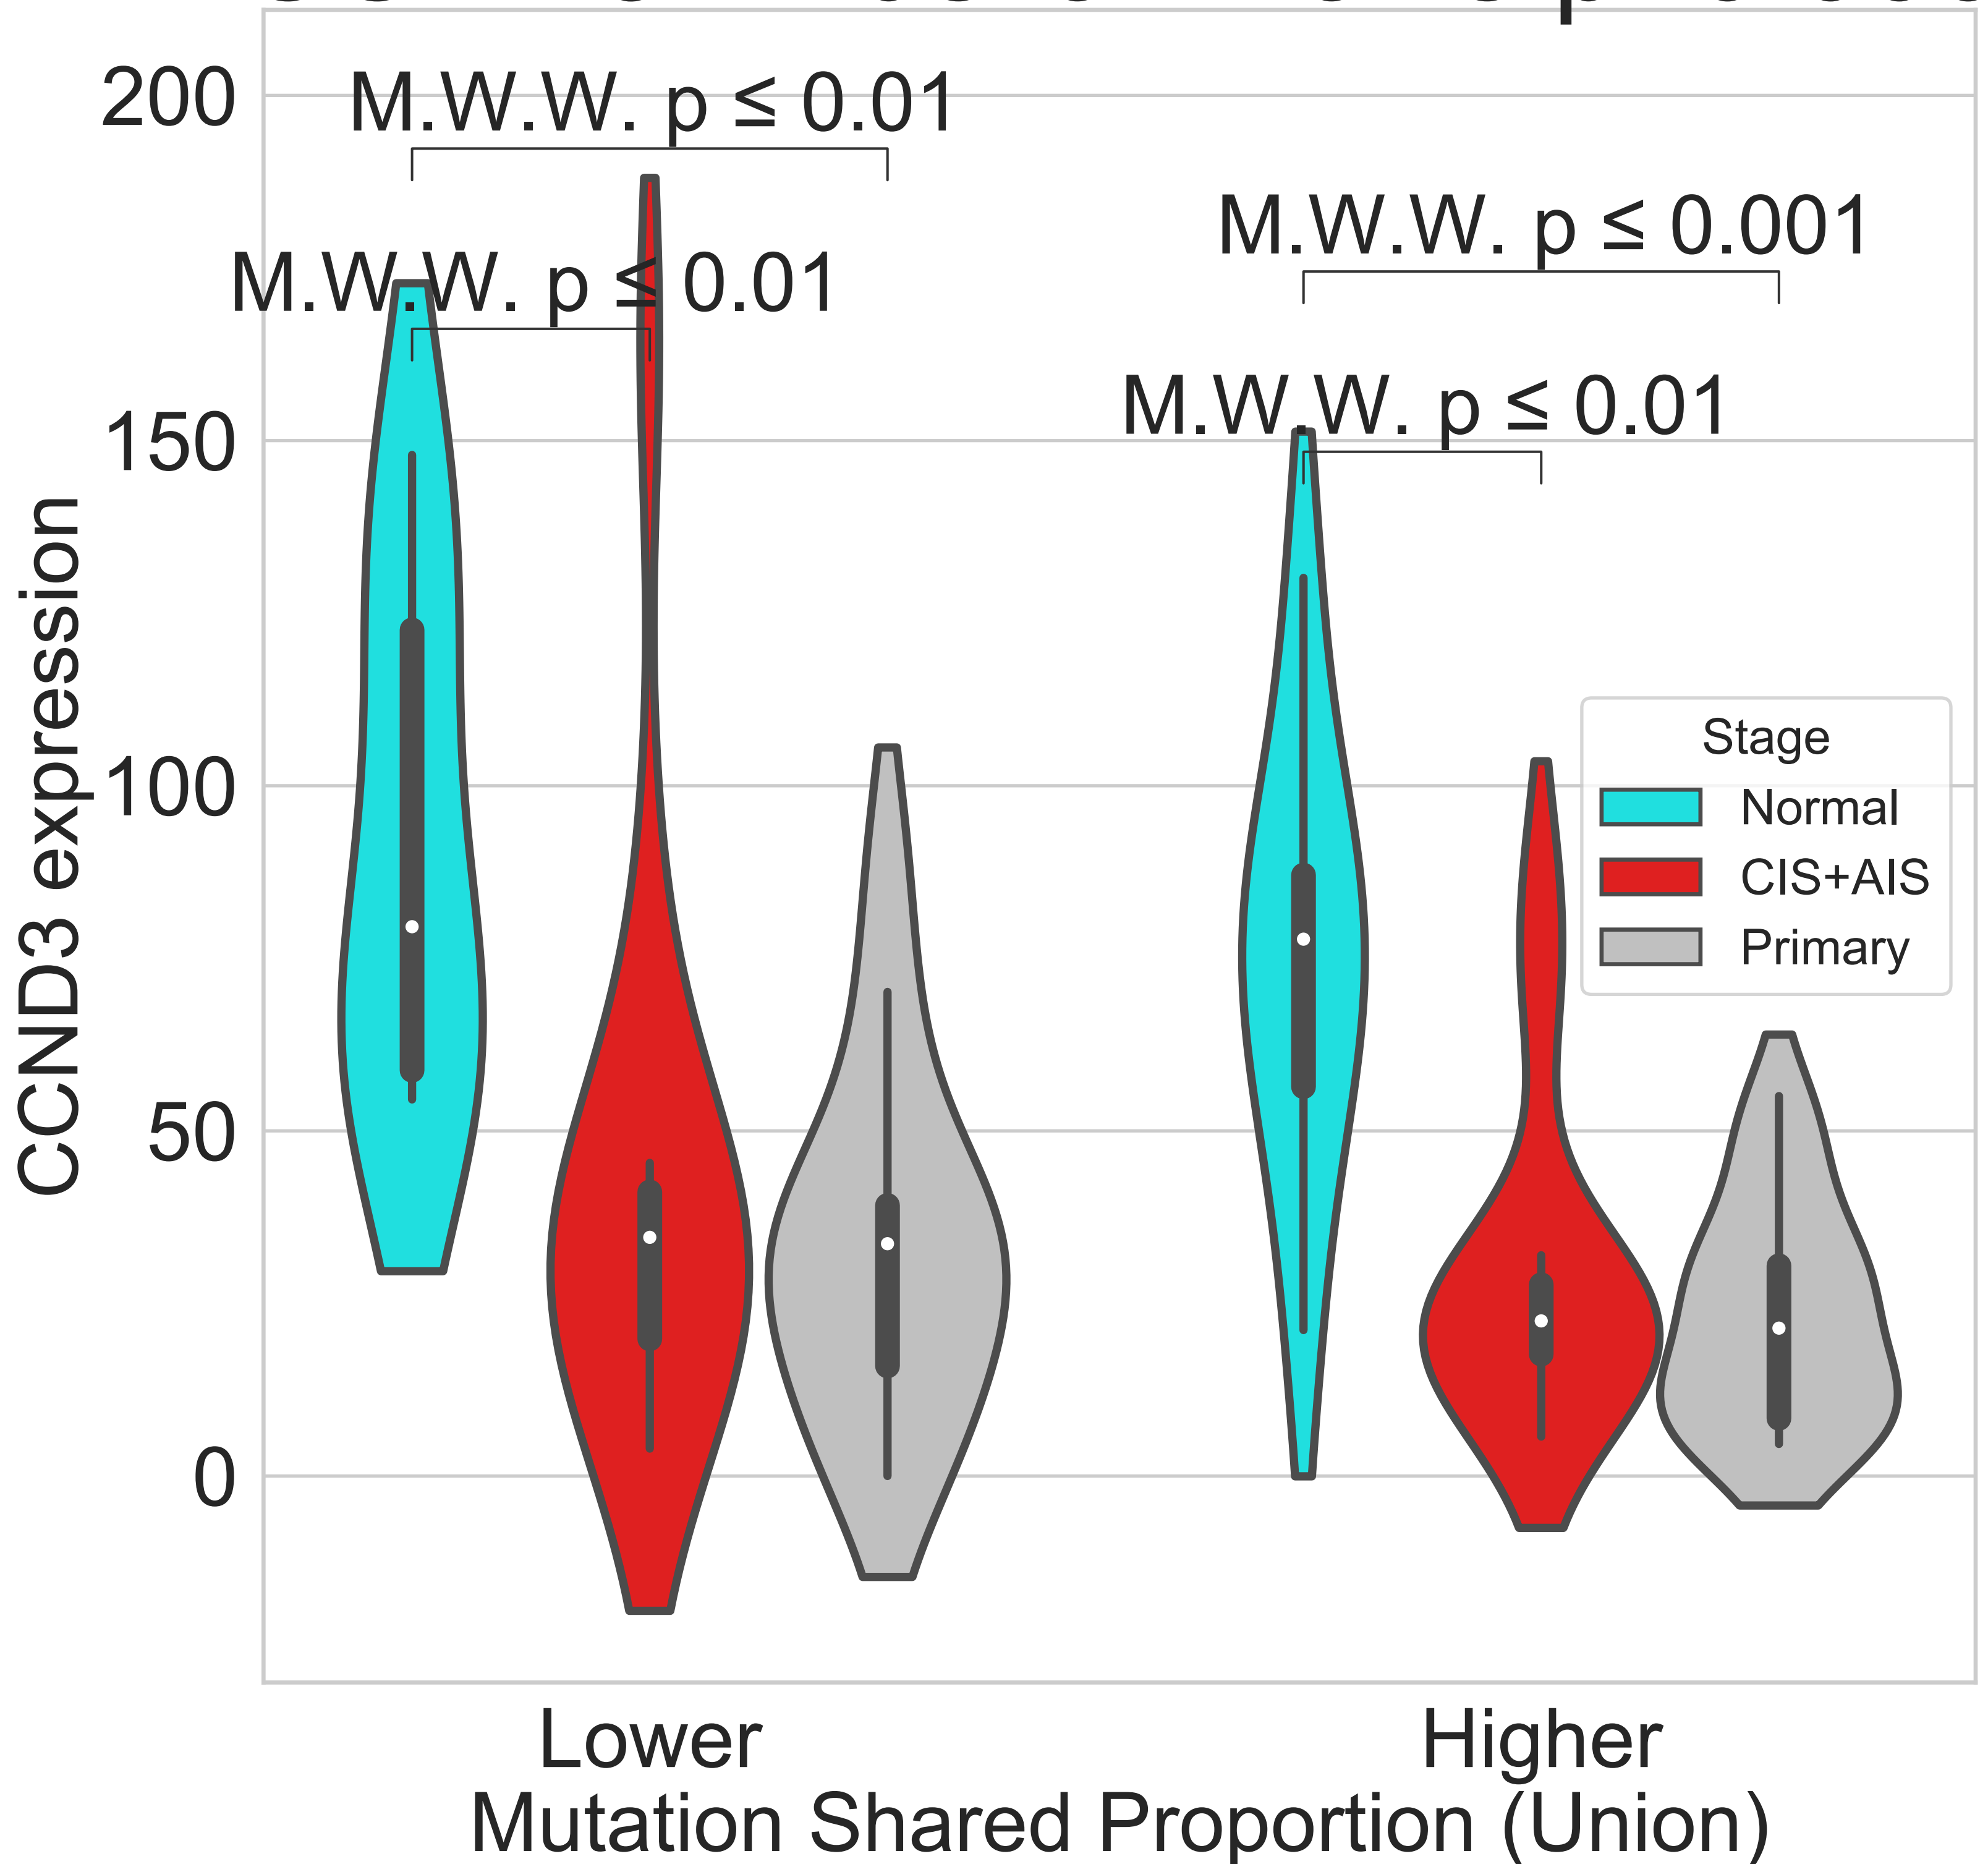 200
M.W.W. p ≤ 0.01
M.W.W. p ≤ 0.001
M.W.W. p ≤ 0.01
M.W.W. p ≤ 0.01
150
100
50
0
CCND3 expression
Stage
Normal
CIS+AIS
Primary
Lower
Higher
Mutation Shared Proportion (Union)